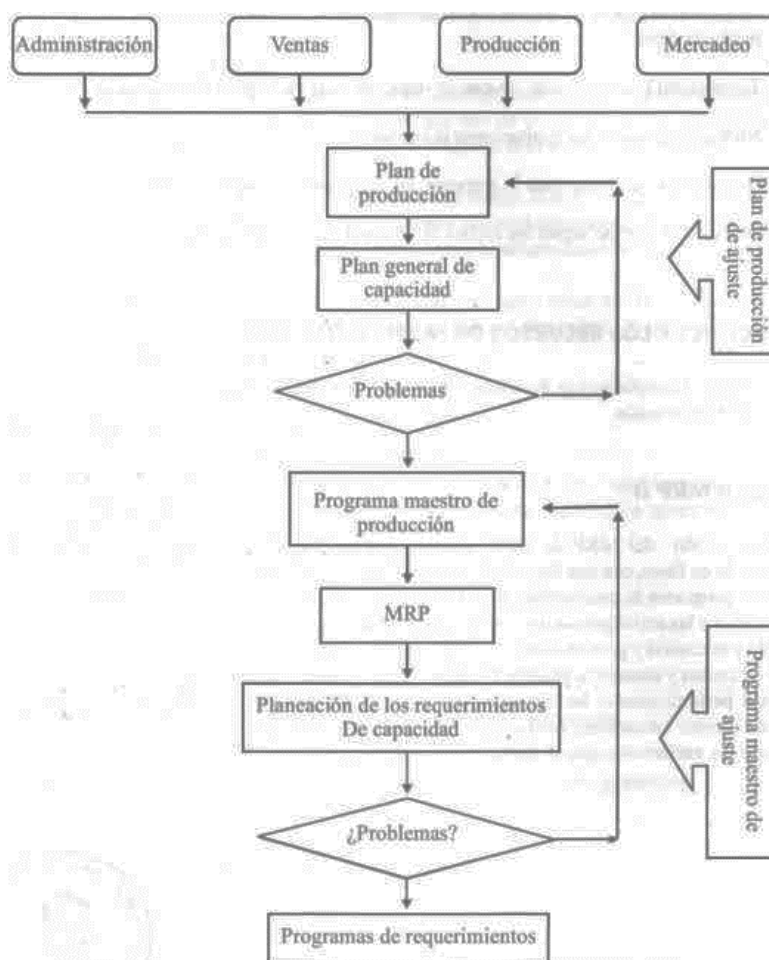 Administración
Ventas
Producción
Mercadeo
Plan de
producción
Plan general de
capacidad
Plan de producción
de ajuste
Problemas
Programa maestro de
producción
MRP
Planeación de los requerimientos
De capacidad
Programa maestro de
ajuste
¿Problemas?
Programas de requerimientos